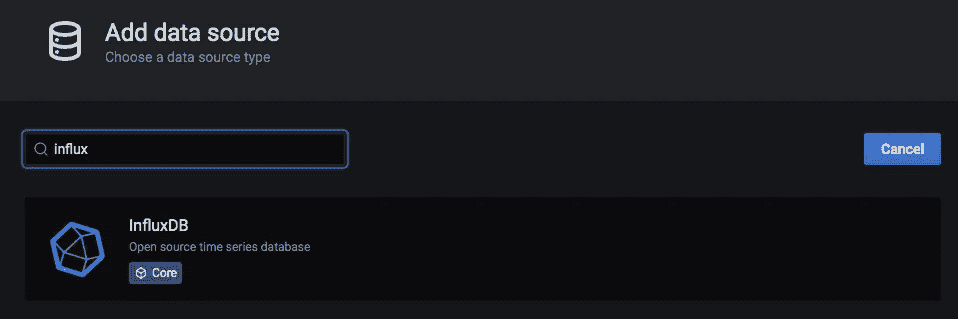 Add data source
Choose a data source type
influx
Cancel
InfluxDB
Open source time series database
Core